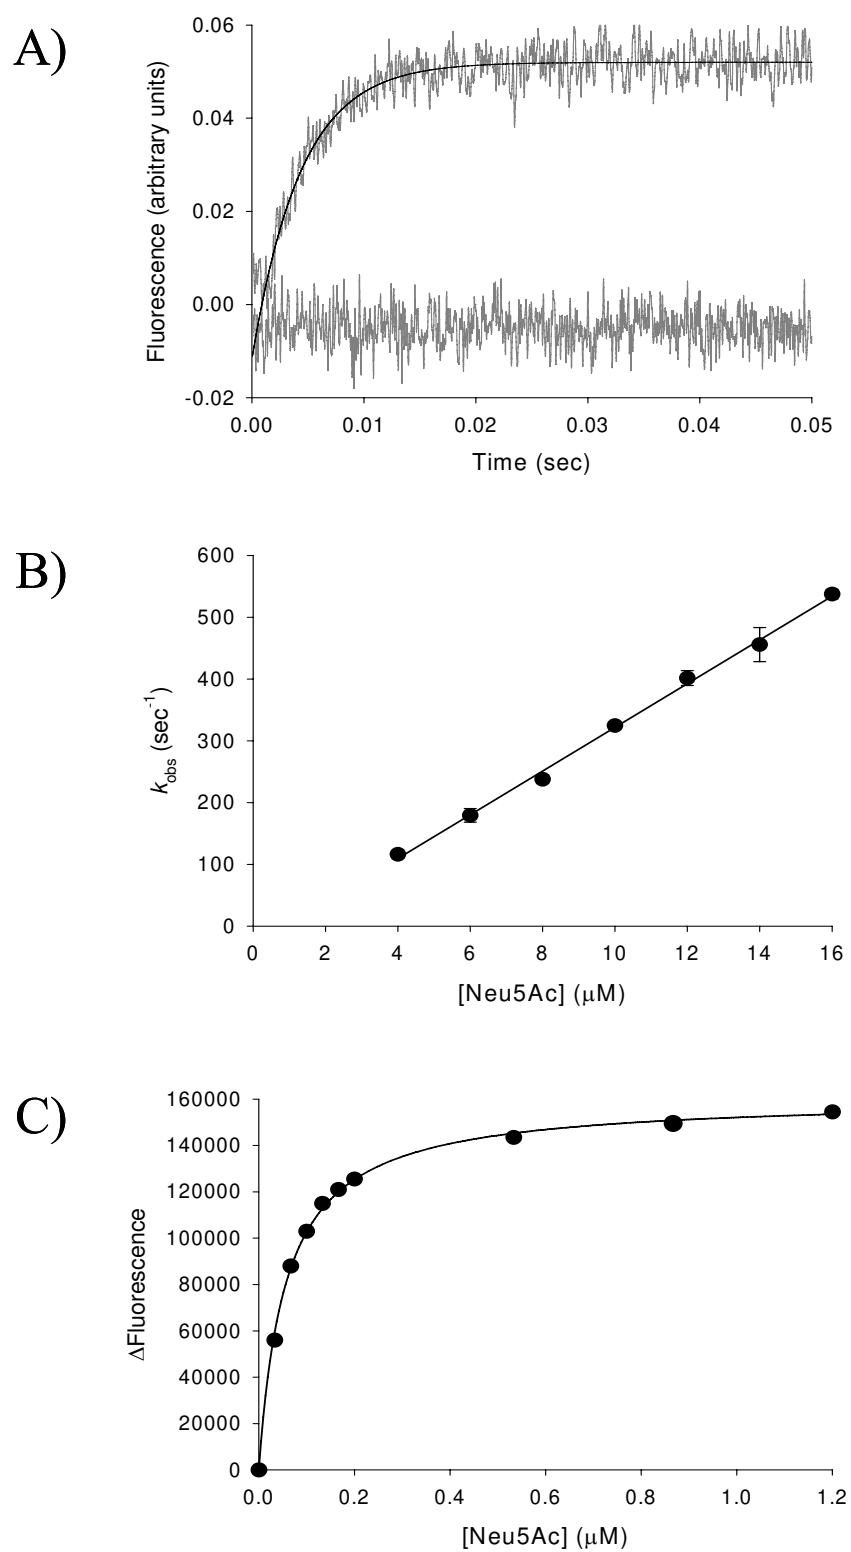 A)
0.06
0.04
0.02
0.00
-0.02
Fluorescence (arbitrary units)
0.00 0.01 0.02 0.03 0.04 0.05
Time (sec)
B)
600
500
400
300
200
100
0
kobs (sec-1)
0 2 4 6 8 10 12 14 16
[Neu5Ac] (μM)
C)
160000
140000
120000
100000
80000
60000
40000
20000
0
ΔFluorescence
0.0 0.2 0.4 0.6 0.8 1.0 1.2
[Neu5Ac] (μM)